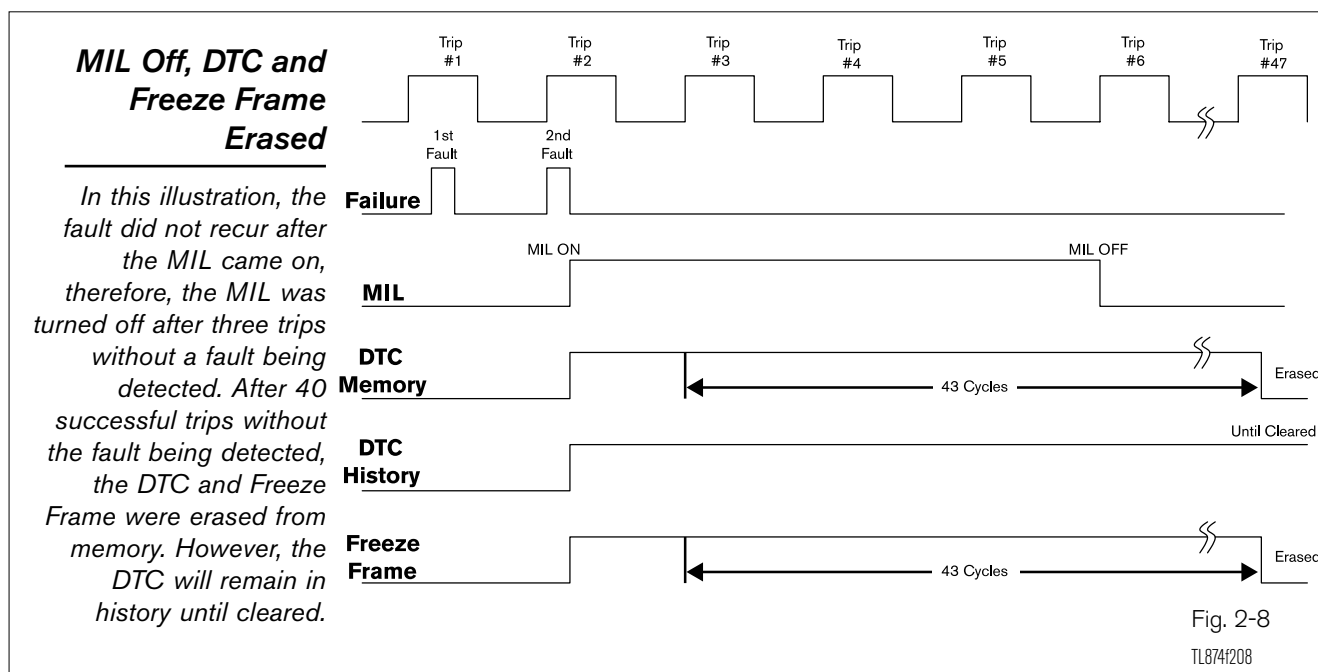 MIL Off, DTC and
Freeze Frame
Erased
In this illustration, the
fault did not recur after
the MIL came on,
therefore, the MIL was
turned off after three trips
without a fault being
detected. After 40
successful trips without
the fault being detected,
the DTC and Freeze
Frame were erased from
memory. However, the
DTC will remain in
history until cleared.
Trip
#1
Trip
#2
Trip
#3
Trip
#4
Trip
#5
Trip
#6
Trip
#47
1st
Fault
2nd
Fault
Failure
MIL ON
MIL OFF
MIL
DTC
Memory
43 Cycles
Erased
DTC
History
Until Cleared
Freeze
Frame
43 Cycles
Erased
Fig. 2-8
TL874f208